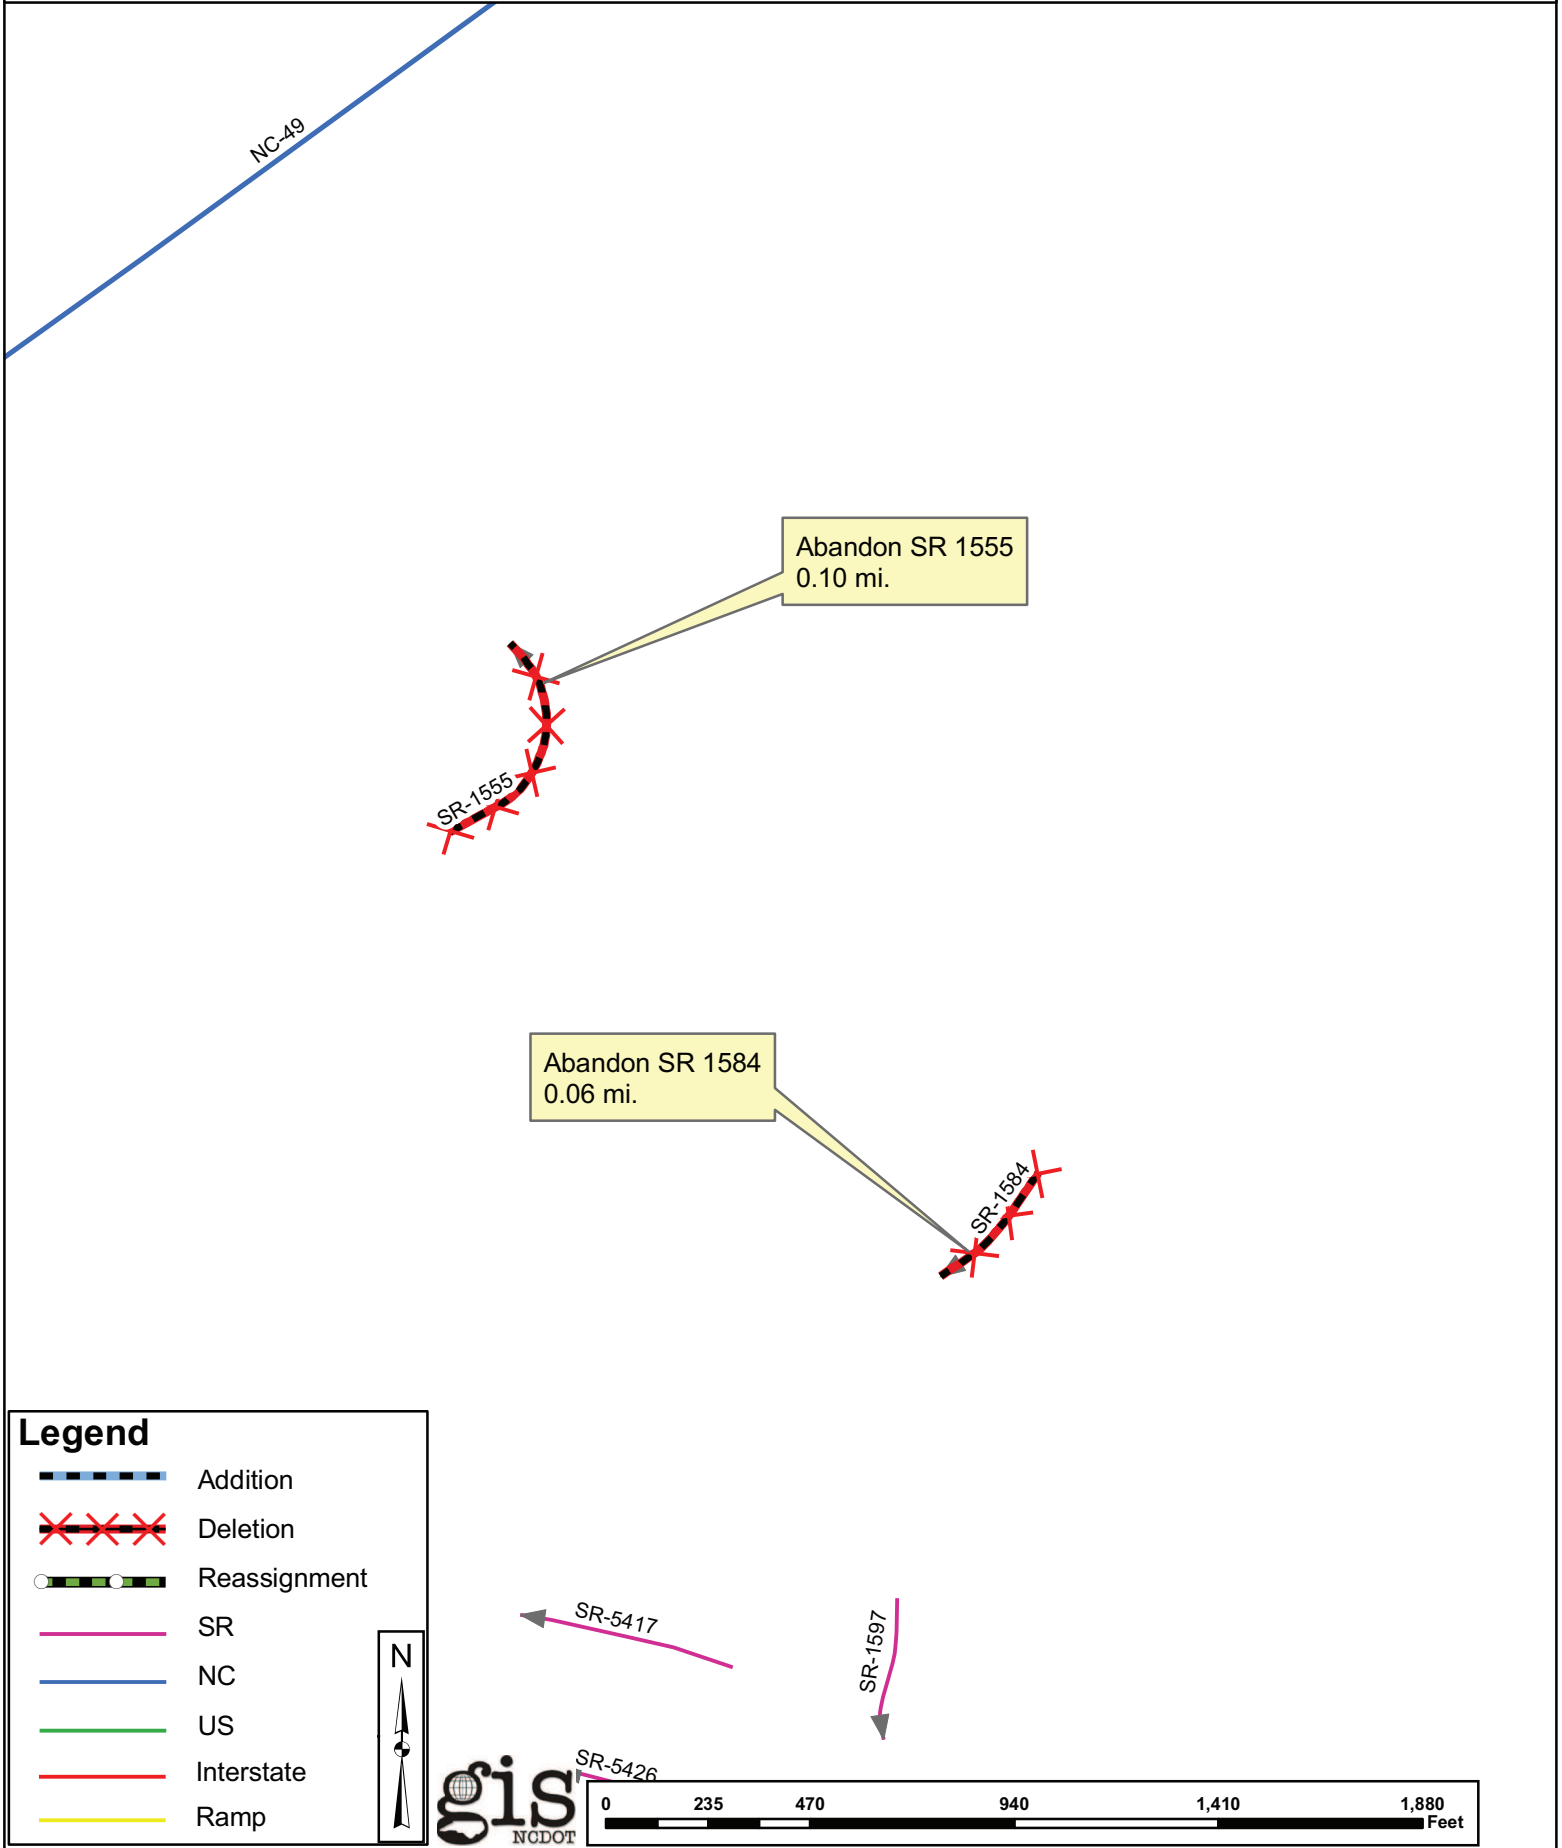 NC-49
Abandon SR 1555
0.10 mi.
SR-1555
Abandon SR 1584
0.06 mi.
SR-1584
Legend
Addition
Deletion
Reassignment
SR
NC
US
Interstate
Ramp
N
SR-5417
SR-1597
SR-5426
gis
NCDOT
0 235 470 940 1,410 1,880
Feet